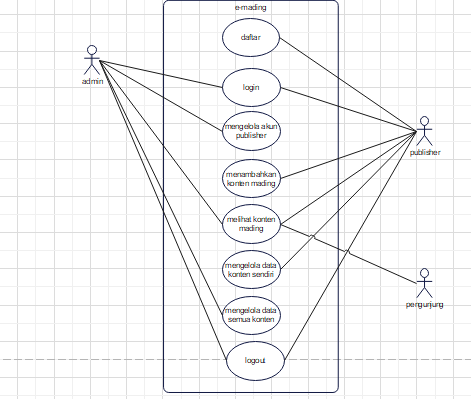 e-mading
daftar
admin
login
mengelola akun
publisher
publisher
menambahkan
konten mading
melihat konten
mading
mengelola data
konten sendiri
pengunjung
mengelola data
semua konten
logout